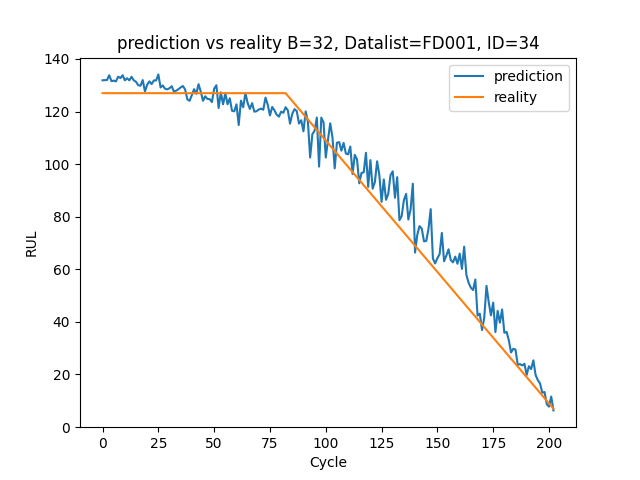 prediction vs reality B=32, Datalist=FD001, ID=34
prediction
reality
RUL
140
120
100
80
60
40
20
0
0 25 50 75 100 125 150 175 200
Cycle